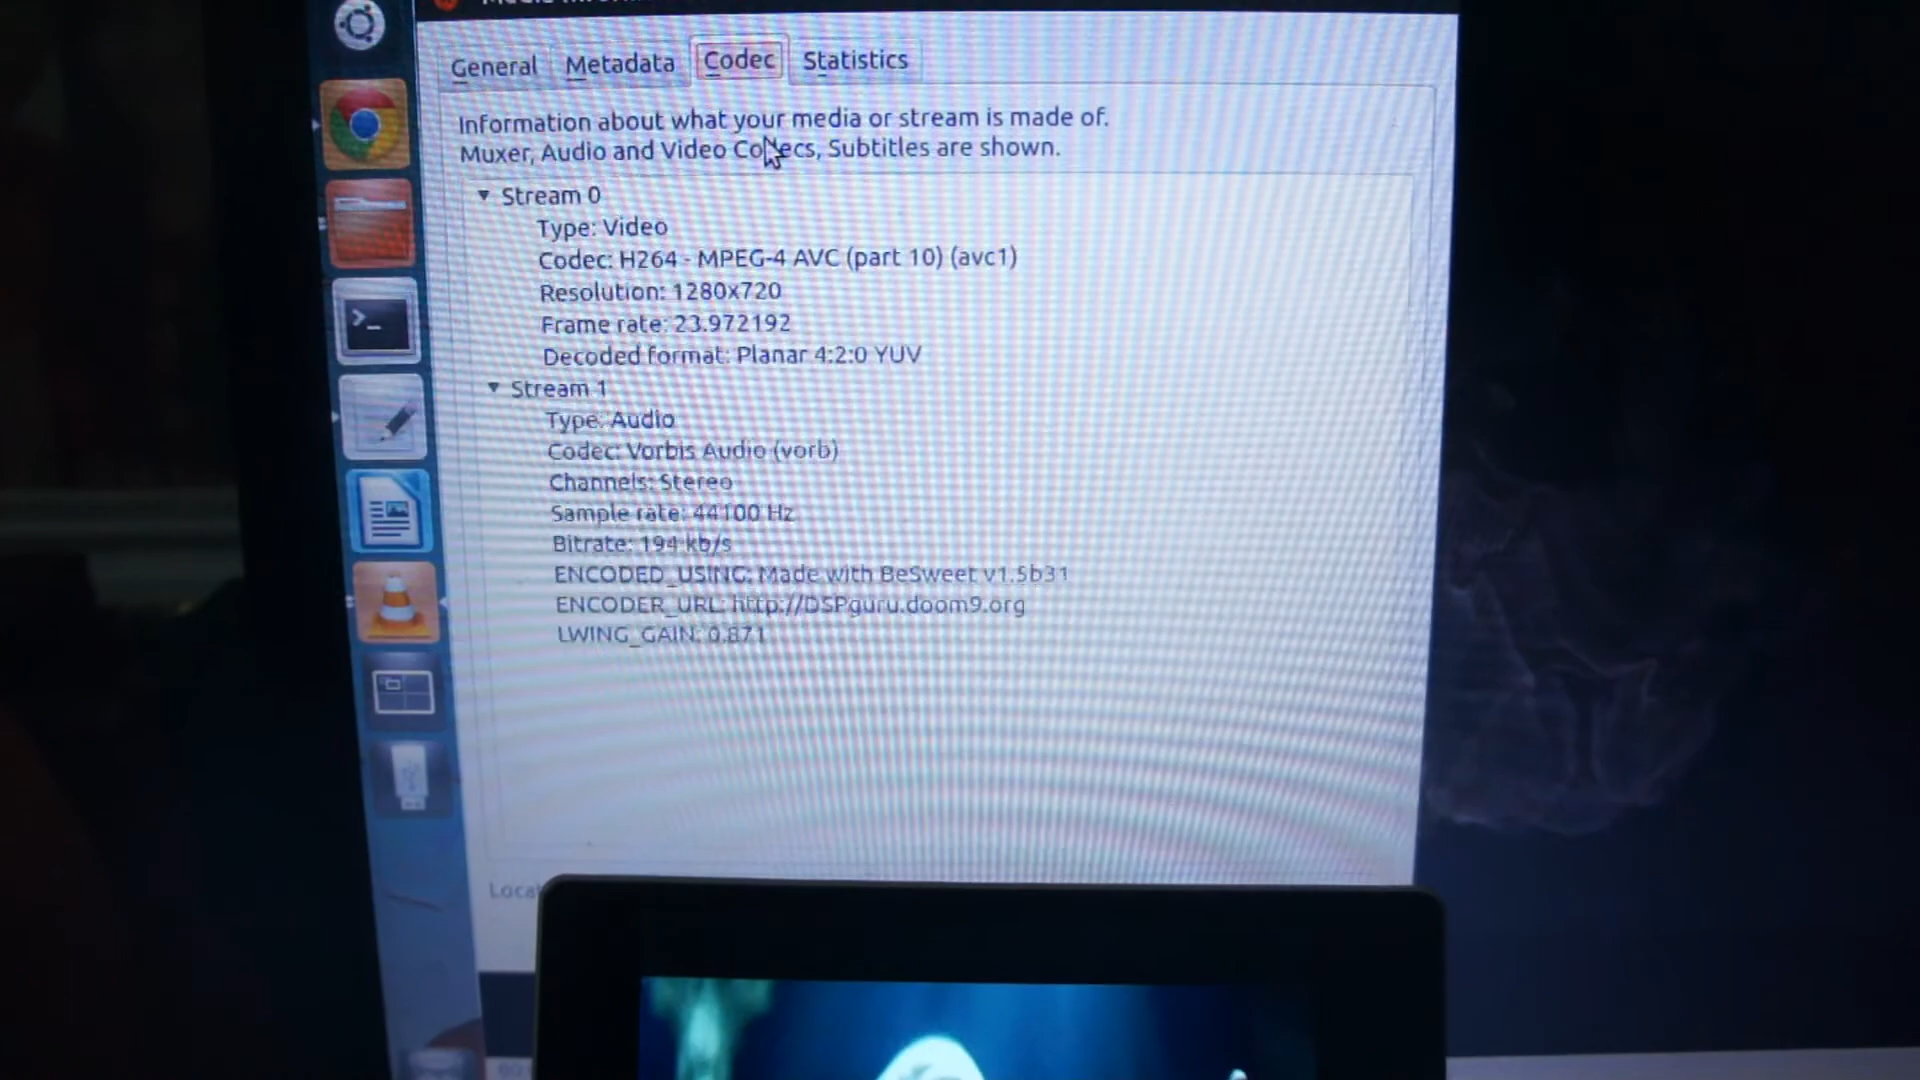 General Metadata Codec Statistics
Information about what your media or stream is made of.
Muxer, Audio and Video Codecs, Subtitles are shown.
Stream 0
Type: Video
Codec: H264 - MPEG-4 AVC (part 10) (avc1)
Resolution: 1280x720
Frame rate: 23.972192
Decoded format: Planar 4:2:0 YUV
Stream 1
Type: Audio
Codec: Vorbis Audio (vorb)
Channels: Stereo
Sample rate: 44100 Hz
Bitrate: 194 kb/s
ENCODED_USING: Made with BeSweet v1.5b31
ENCODER_URL: http://DSPguru.doom9.org
LWING_GAIN: 0.871